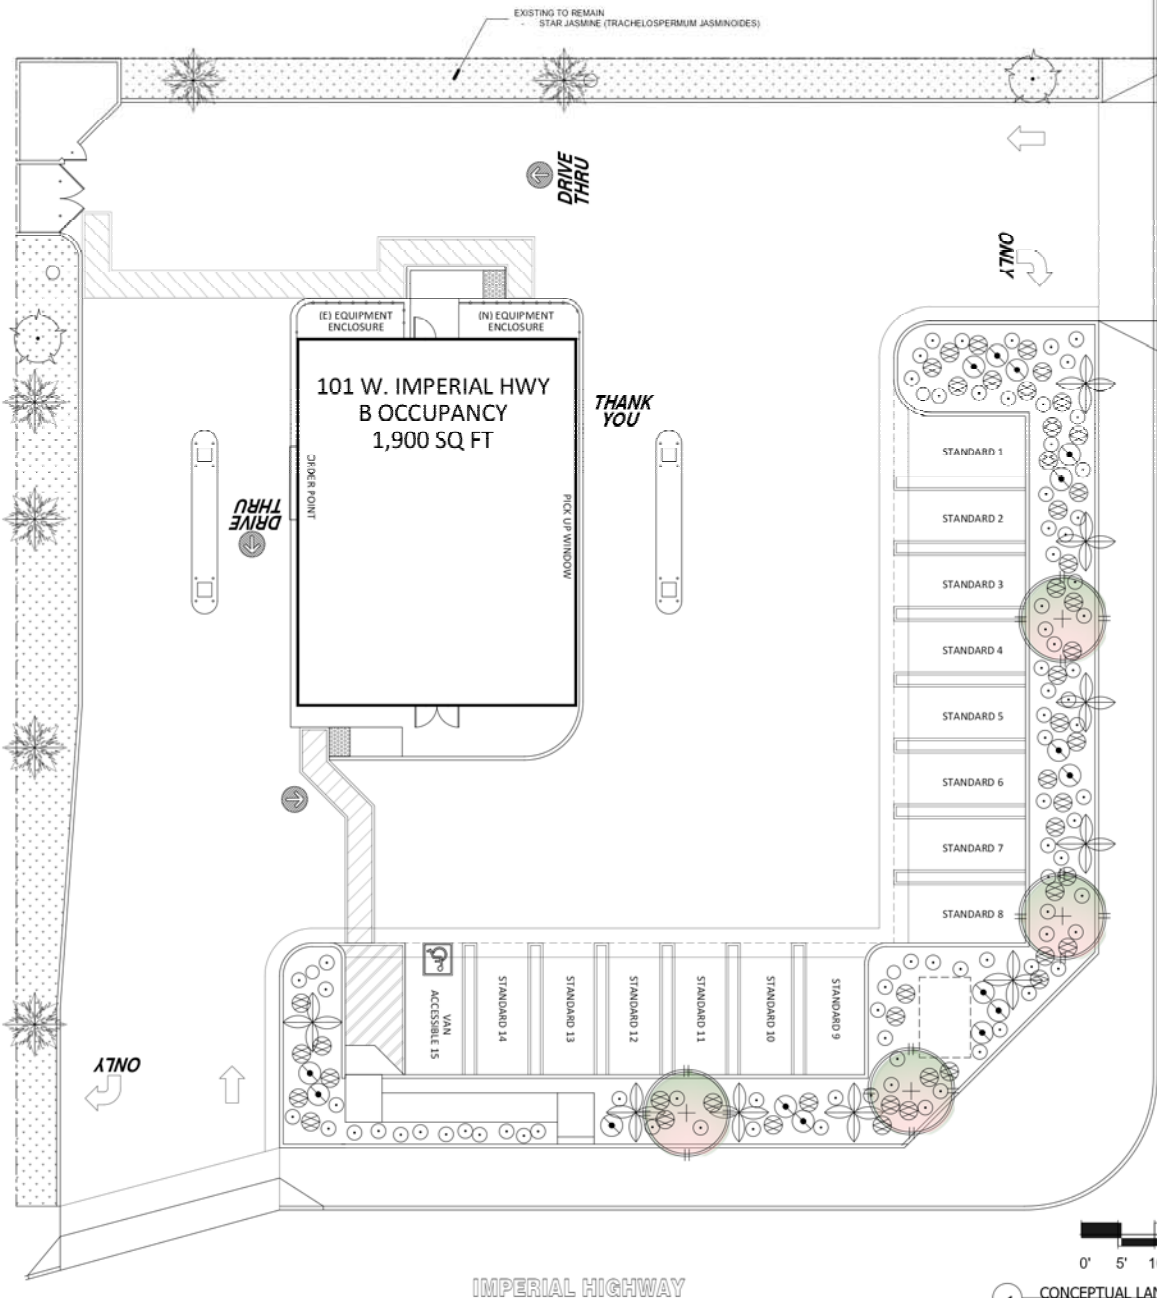 EXISTING TO REMAIN
- STAR JASMINE (TRACHELOSPERMUM JASMINOIDES)
DRIVE
THRU
ONLY
(E) EQUIPMENT
ENCLOSURE
(N) EQUIPMENT
ENCLOSURE
101 W. IMPERIAL HWY
B OCCUPANCY
1,900 SQ FT
THANK
YOU
ORDER POINT
PICK UP WINDOW
DRIVE
THRU
STANDARD 1
STANDARD 2
STANDARD 3
STANDARD 4
STANDARD 5
STANDARD 6
STANDARD 7
STANDARD 8
VAN
ACCESSIBLE 15
STANDARD 14
STANDARD 13
STANDARD 12
STANDARD 11
STANDARD 10
STANDARD 9
ONLY
0' 5'
IMPERIAL HIGHWAY
CONCEPTUAL